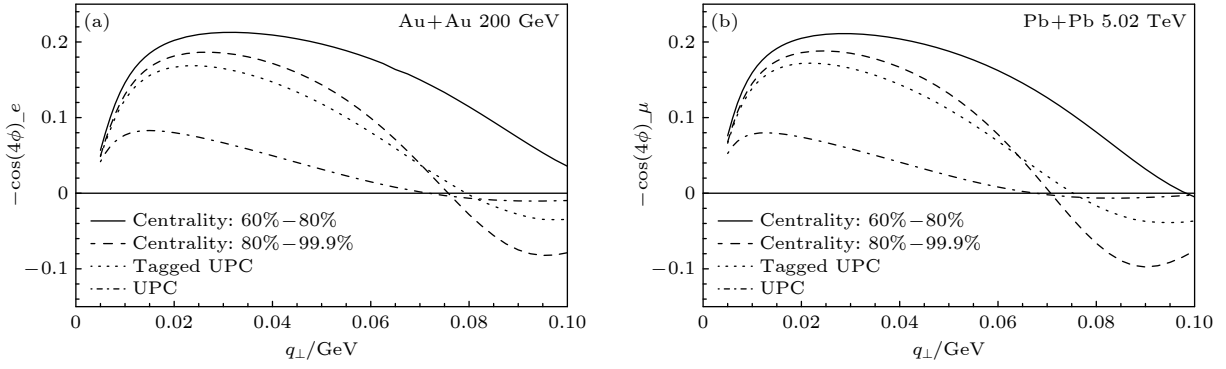 (a) Au+Au 200 GeV
−cos(4ϕ)_e
0.2
0.1
0
−0.1
Centrality: 60%−80%
Centrality: 80%−99.9%
Tagged UPC
UPC
0 0.02 0.04 0.06 0.08 0.10
q⊥/GeV
(b) Pb+Pb 5.02 TeV
−cos(4ϕ)_μ
0.2
0.1
0
−0.1
Centrality: 60%−80%
Centrality: 80%−99.9%
Tagged UPC
UPC
0 0.02 0.04 0.06 0.08 0.10
q⊥/GeV